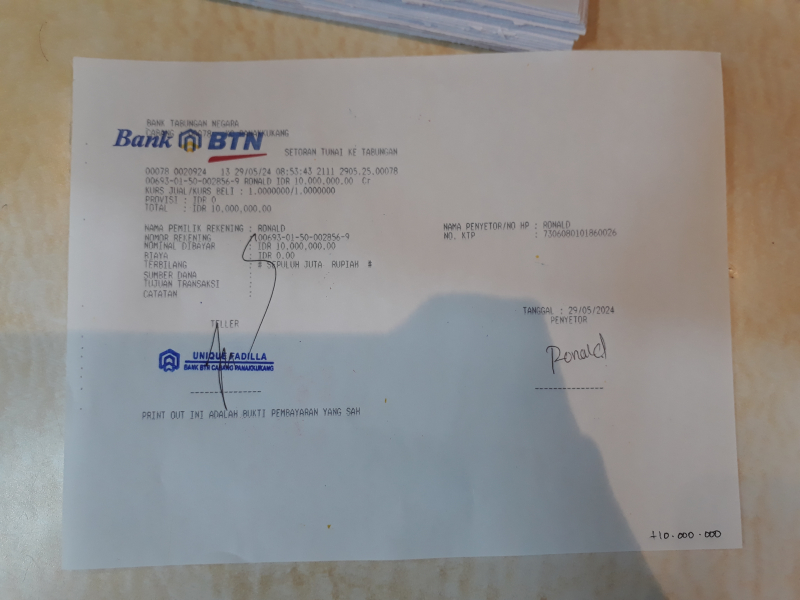 BANK TABUNGAN NEGARA
CABANG
Bank BTN
SETORAN TUNAI KE TABUNGAN
00078 0020924 13 29/05/24 08:53:43 2111 2905.25.00078
00693-01-50-002856-9 RONALD IDR 10,000,000.00 Cr
KURS JUAL/KURS BELI : 1.0000000/1.0000000
PROVISI : IDR 0
TOTAL : IDR 10,000,000.00
NAMA PEMILIK REKENING : RONALD
NOMOR REKENING : 00693-01-50-002856-9
NOMINAL DIBAYAR : IDR 10,000,000.00
BIAYA : IDR 0.00
TERBILANG : # SEPULUH JUTA RUPIAH #
SUMBER DANA :
TUJUAN TRANSAKSI :
CATATAN :
NAMA PENYETOR/NO HP : RONALD
NO. KTP : 7306080101860026
TANGGAL : 29/05/2024
TELLER
PENYETOR
UNIQUE FADILLA
BANK BTN CABANG PANAKKUKANG
Ronald
PRINT OUT INI ADALAH BUKTI PEMBAYARAN YANG SAH
+10.000.000